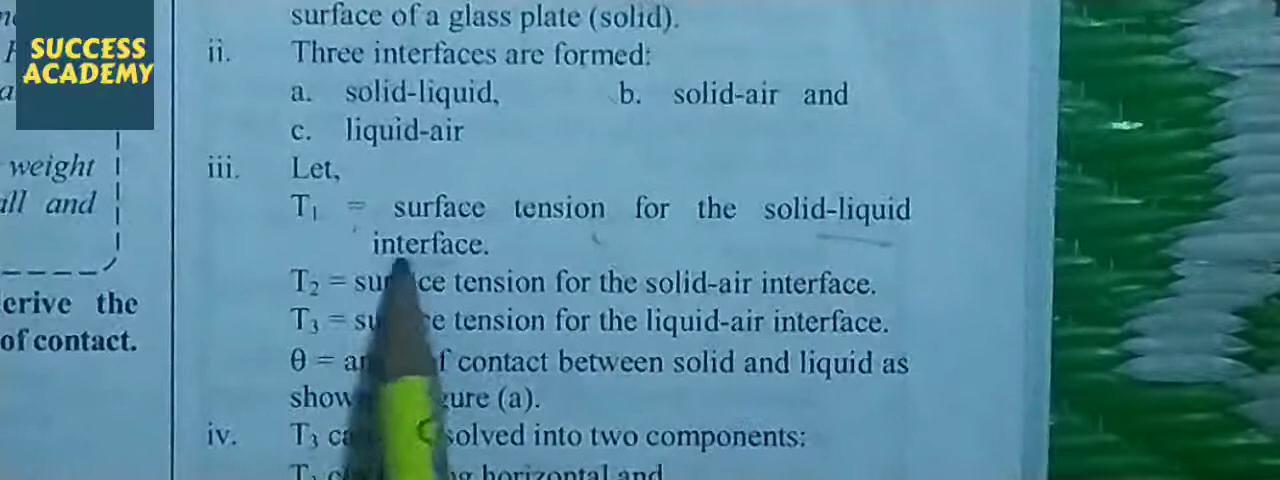 SUCCESS
ACADEMY
weight
all and
erive the
of contact.
surface of a glass plate (solid).
ii. Three interfaces are formed:
a. solid-liquid, b. solid-air and
c. liquid-air
iii. Let,
T₁ = surface tension for the solid-liquid
interface.
T₂ = su ce tension for the solid-air interface.
T₃ = su e tension for the liquid-air interface.
θ = contact between solid and liquid as
show (a).
iv. T₃ solved into two components:
horizontal and